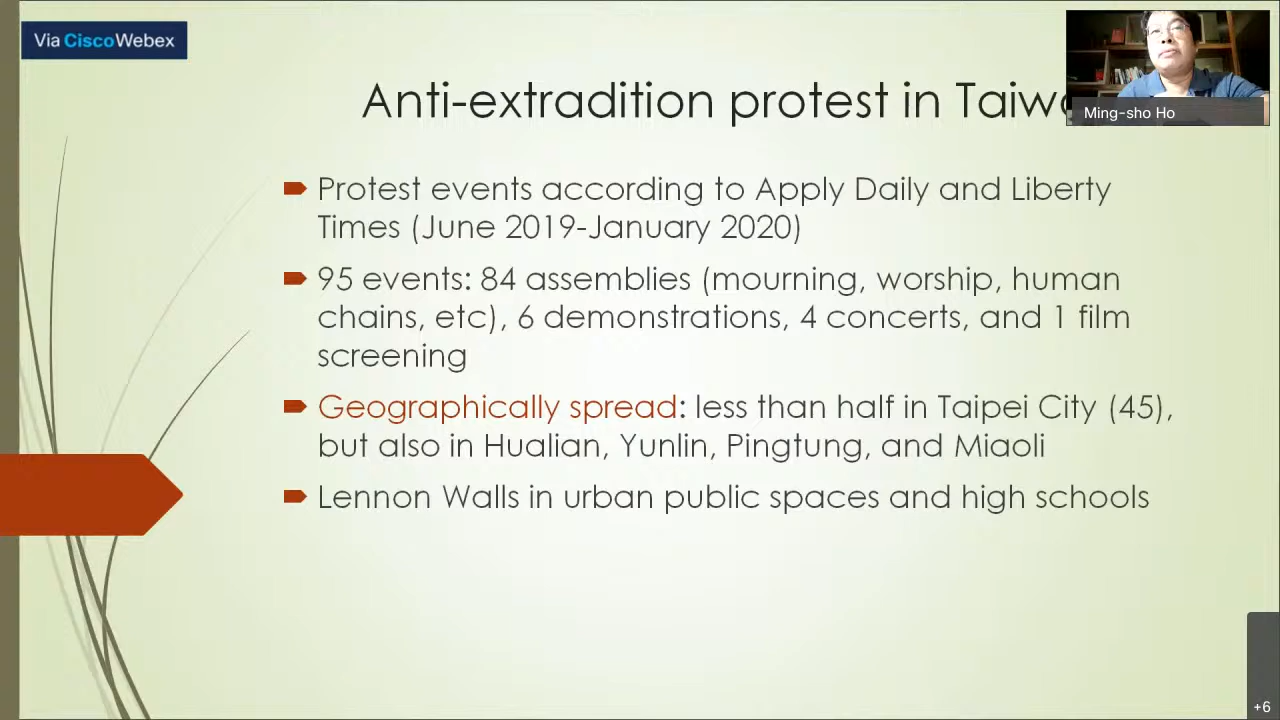 Via CiscoWebex
Anti-extradition protest in Taiw
Ming-sho Ho
Protest events according to Apply Daily and Liberty
Times (June 2019-January 2020)
95 events: 84 assemblies (mourning, worship, human
chains, etc), 6 demonstrations, 4 concerts, and 1 film
screening
Geographically spread: less than half in Taipei City (45),
but also in Hualian, Yunlin, Pingtung, and Miaoli
Lennon Walls in urban public spaces and high schools
+6